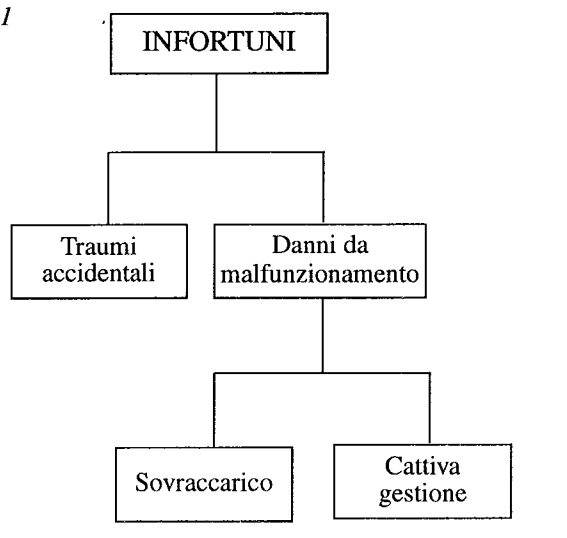 1
INFORTUNI
Traumi
accidentali
Danni da
malfunzionamento
Sovraccarico
Cattiva
gestione